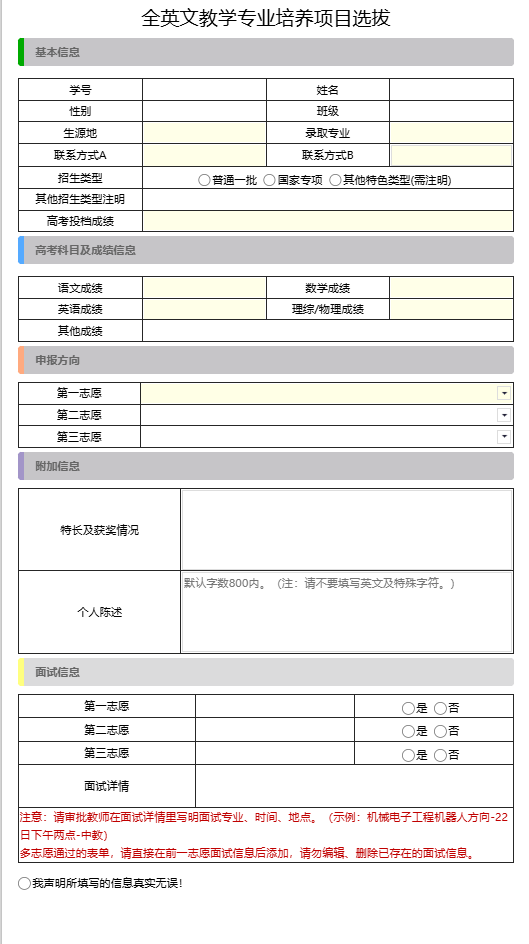 全英文教学专业培养项目选拔
基本信息
学号 姓名
性别 班级
生源地 录取专业
联系方式A 联系方式B
招生类型 普通一批 国家专项 其他特色类型(需注明)
其他招生类型注明
高考投档成绩
高考科目及成绩信息
语文成绩 数学成绩
英语成绩 理综/物理成绩
其他成绩
申报方向
第一志愿
第二志愿
第三志愿
附加信息
特长及获奖情况
默认字数800内。（注：请不要填写英文及特殊字符。）
个人陈述
面试信息
第一志愿 是 否
第二志愿 是 否
第三志愿 是 否
面试详情
注意：请审批教师在面试详情里写明面试专业、时间、地点。（示例：机械电子工程机器人方向-22
日下午两点-中教）
多志愿通过的表单，请直接在前一志愿面试信息后添加，请勿编辑、删除已存在的面试信息。
我声明所填写的信息真实无误!